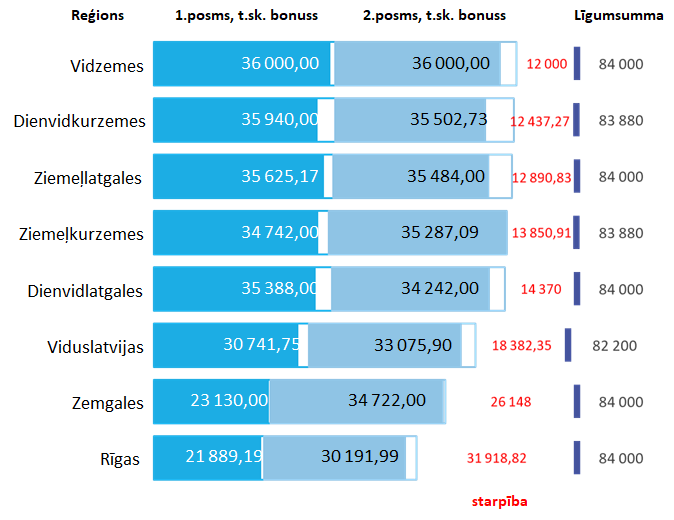 Reģions 1.posms, t.sk. bonuss 2.posms, t.sk. bonuss Līgumsumma
Vidzemes 36 000,00 36 000,00 12 000 84 000
Dienvidkurzemes 35 940,00 35 502,73 12 437,27 83 880
Ziemeļlatgales 35 625,17 35 484,00 12 890,83 84 000
Ziemeļkurzemes 34 742,00 35 287,09 13 850,91 83 880
Dienvidlatgales 35 388,00 34 242,00 14 370 84 000
Viduslatvijas 30 741,75 33 075,90 18 382,35 82 200
Zemgales 23 130,00 34 722,00 26 148 84 000
Rīgas 21 889,19 30 191,99 31 918,82 84 000
starpība